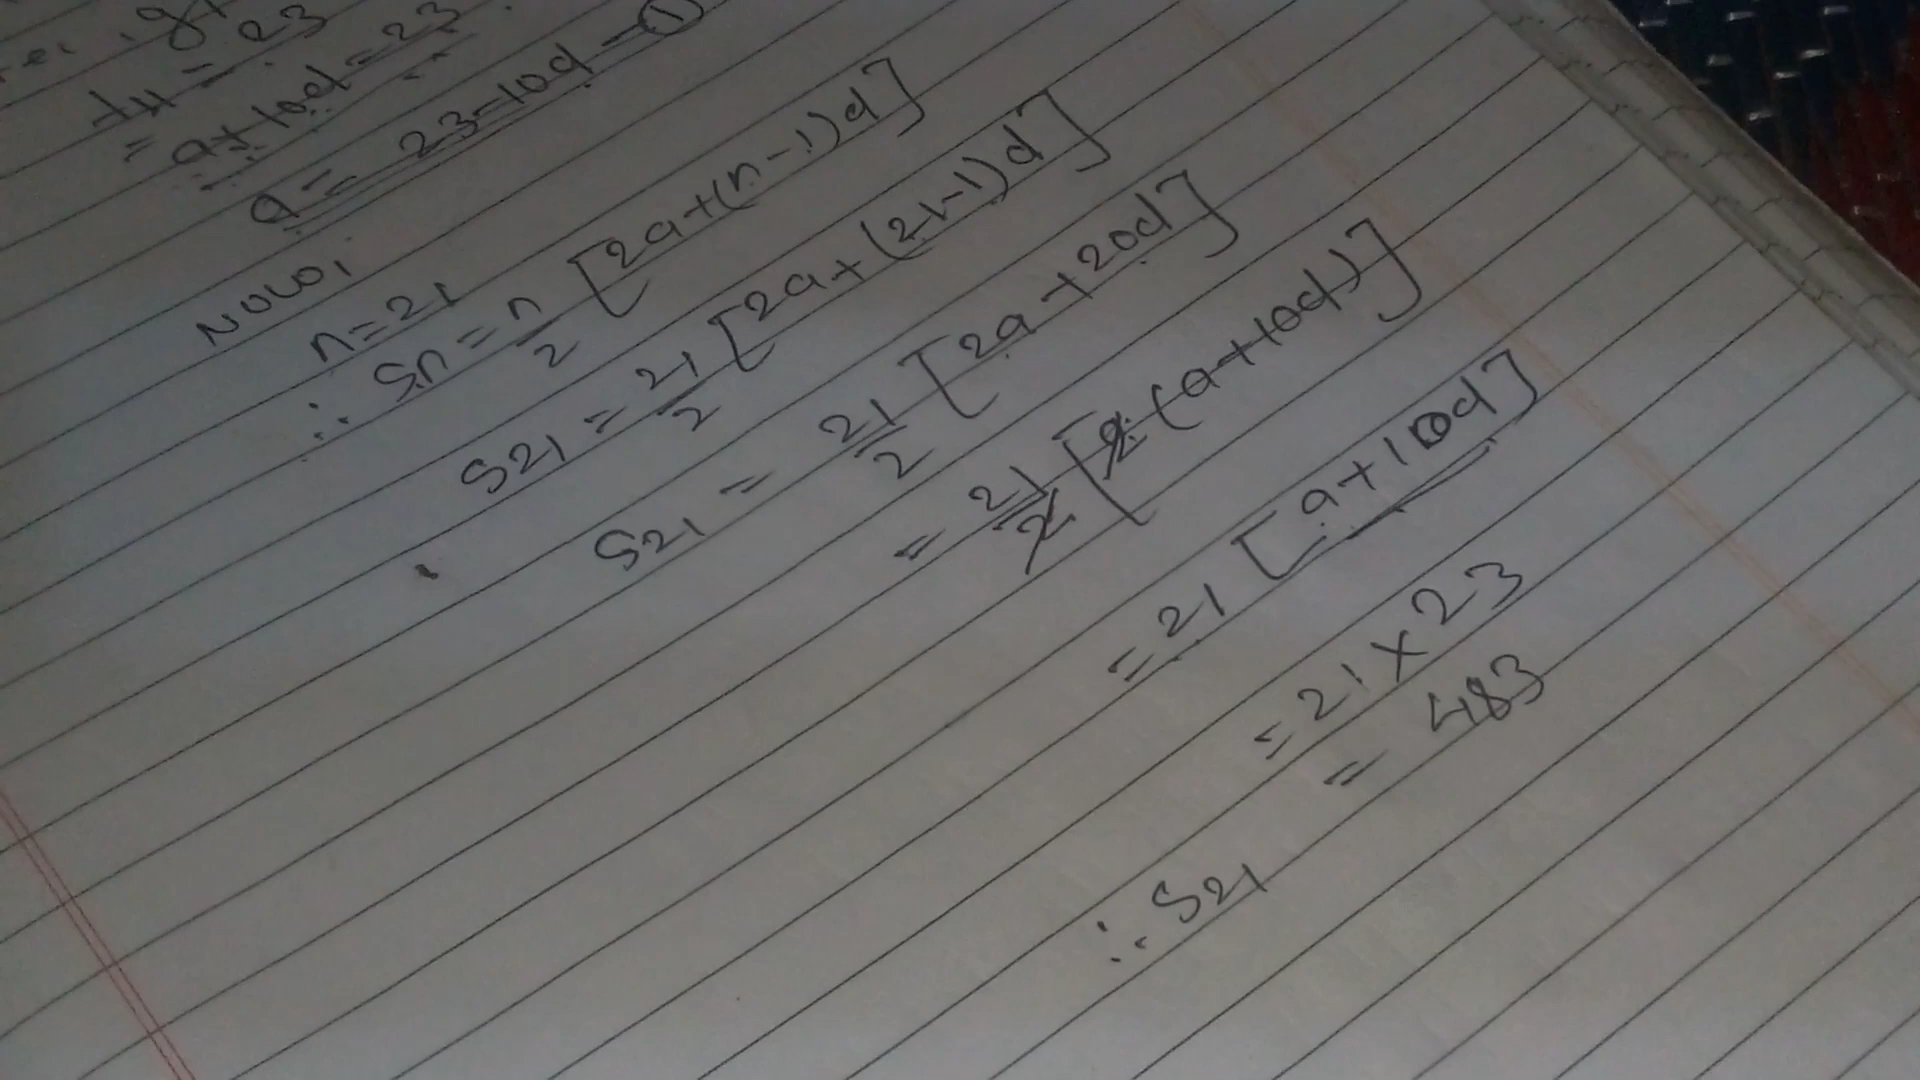 t11 = 23
= a+10d = 23
a = 23-10d - ①
Now,
n=21
∴ Sn = n/2 [2a+(n-1)d]
S21 = 21/2 [2a+(21-1)d]
S21 = 21/2 [2a+20d]
= 21/2 [2(a+10d)]
= 21 [a+10d]
= 21 × 23
= 483
∴ S21